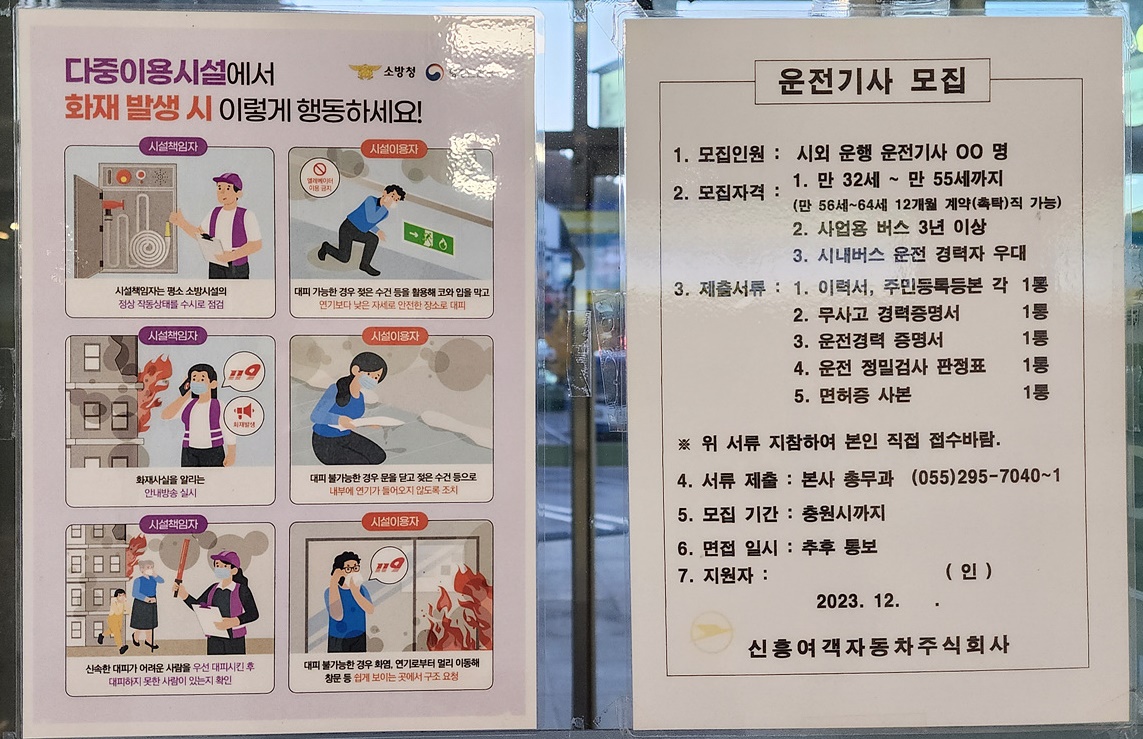 다중이용시설에서
화재 발생 시 이렇게 행동하세요!
소방청
시설책임자
시설책임자는 평소 소방시설의
정상 작동상태를 수시로 점검
시설이용자
엘리베이터
이용 금지
대피 가능한 경우 젖은 수건 등을 활용해 코와 입을 막고
연기보다 낮은 자세로 안전한 장소로 대피
시설책임자
119
화재발생
화재사실을 알리는
안내방송 실시
시설이용자
대피 불가능한 경우 문을 닫고 젖은 수건 등으로
내부에 연기가 들어오지 않도록 조치
시설책임자
신속한 대피가 어려운 사람을 우선 대피시킨 후
대피하지 못한 사람이 있는지 확인
시설이용자
119
대피 불가능한 경우 화염, 연기로부터 멀리 이동해
창문 등 쉽게 보이는 곳에서 구조 요청
운전기사 모집
1. 모집인원 : 시외 운행 운전기사 OO 명
2. 모집자격 : 1. 만 32세 ~ 만 55세까지
(만 56세~64세 12개월 계약(촉탁)직 가능)
2. 사업용 버스 3년 이상
3. 시내버스 운전 경력자 우대
3. 제출서류 : 1. 이력서, 주민등록등본 각 1통
2. 무사고 경력증명서 1통
3. 운전경력 증명서 1통
4. 운전 정밀검사 판정표 1통
5. 면허증 사본 1통
※ 위 서류 지참하여 본인 직접 접수바람.
4. 서류 제출 : 본사 총무과 (055)295-7040~1
5. 모집 기간 : 충원시까지
6. 면접 일시 : 추후 통보
7. 지원자 : ( 인 )
2023. 12. .
신흥여객자동차주식회사